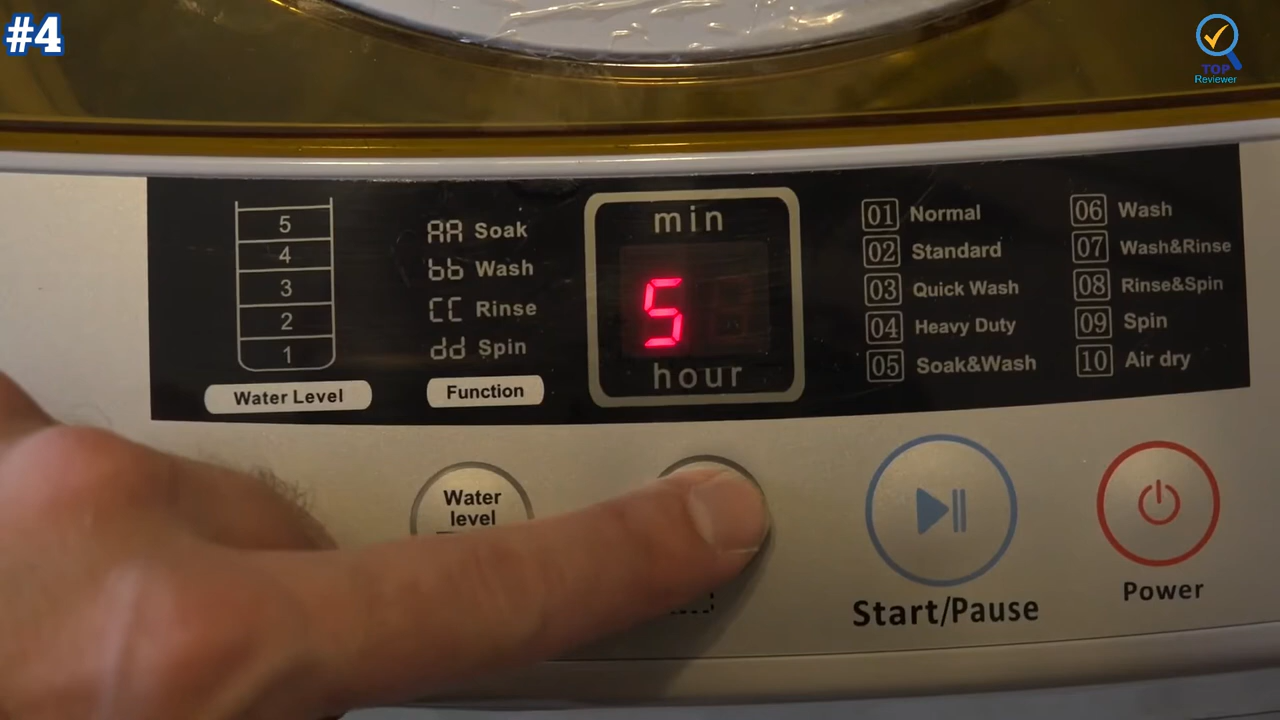 #4
TOP
Reviewer
5
4
3
2
1
Water Level
AA Soak
bb Wash
CC Rinse
dd Spin
Function
min
5
hour
01 Normal
02 Standard
03 Quick Wash
04 Heavy Duty
05 Soak&Wash
06 Wash
07 Wash&Rinse
08 Rinse&Spin
09 Spin
10 Air dry
Water
level
Start/Pause
Power